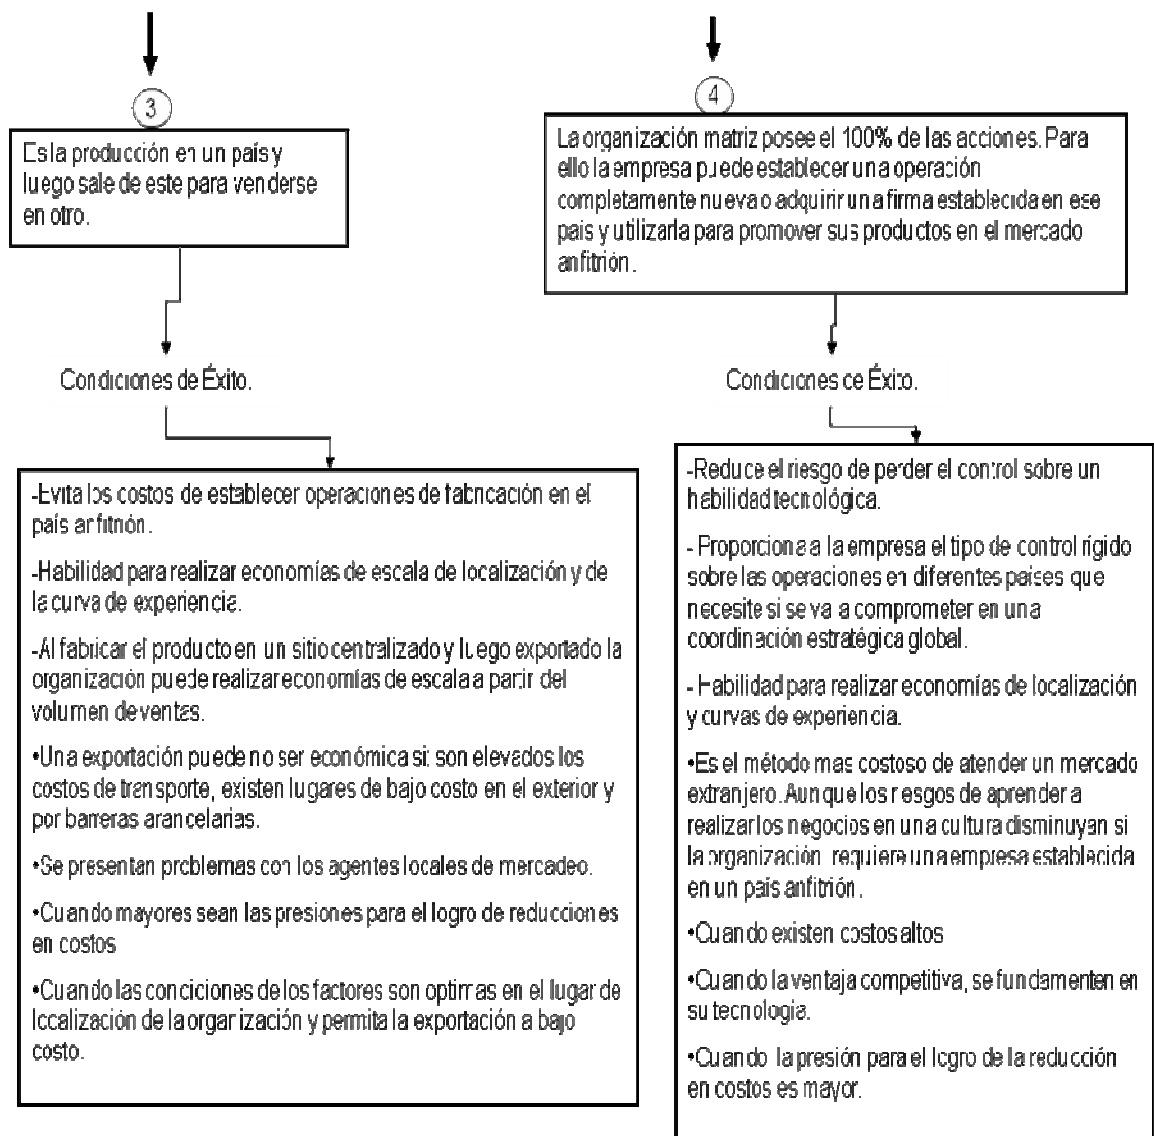 3
Es la producción en un país y
luego sale de este para venderse
en otro.
Condiciones de Éxito.
-Evita los costos de establecer operaciones de fabricación en el
país anfitrión.
-Habilidad para realizar economías de escala de localización y de
la curva de experiencia.
-Al fabricar el producto en un sitio centralizado y luego exportado la
organización puede realizar economías de escala a partir del
volumen de ventas.
•Una exportación puede no ser económica si: son elevados los
costos de transporte, existen lugares de bajo costo en el exterior y
por barreras arancelarias.
•Se presentan problemas con los agentes locales de mercadeo.
•Cuando mayores sean las presiones para el logro de reducciones
en costos
•Cuando las condiciones de los factores son optimas en el lugar de
localización de la organización y permita la exportación a bajo
costo.
4
La organización matriz posee el 100% de las acciones. Para
ello la empresa puede establecer una operación
completamente nueva o adquirir una firma establecida en ese
país y utilizarla para promover sus productos en el mercado
anfitrión.
Condiciones de Éxito.
-Reduce el riesgo de perder el control sobre un
habilidad tecnológica.
- Proporciona a la empresa el tipo de control rígido
sobre las operaciones en diferentes países que
necesite si se va a comprometer en una
coordinación estratégica global.
- Habilidad para realizar economías de localización
y curvas de experiencia.
•Es el método mas costoso de atender un mercado
extranjero. Aunque los riesgos de aprender a
realizar los negocios en una cultura disminuyan si
la organización requiere una empresa establecida
en un país anfitrión.
•Cuando existen costos altos
•Cuando la ventaja competitiva, se fundamenten en
su tecnología.
•Cuando la presión para el logro de la reducción
en costos es mayor.